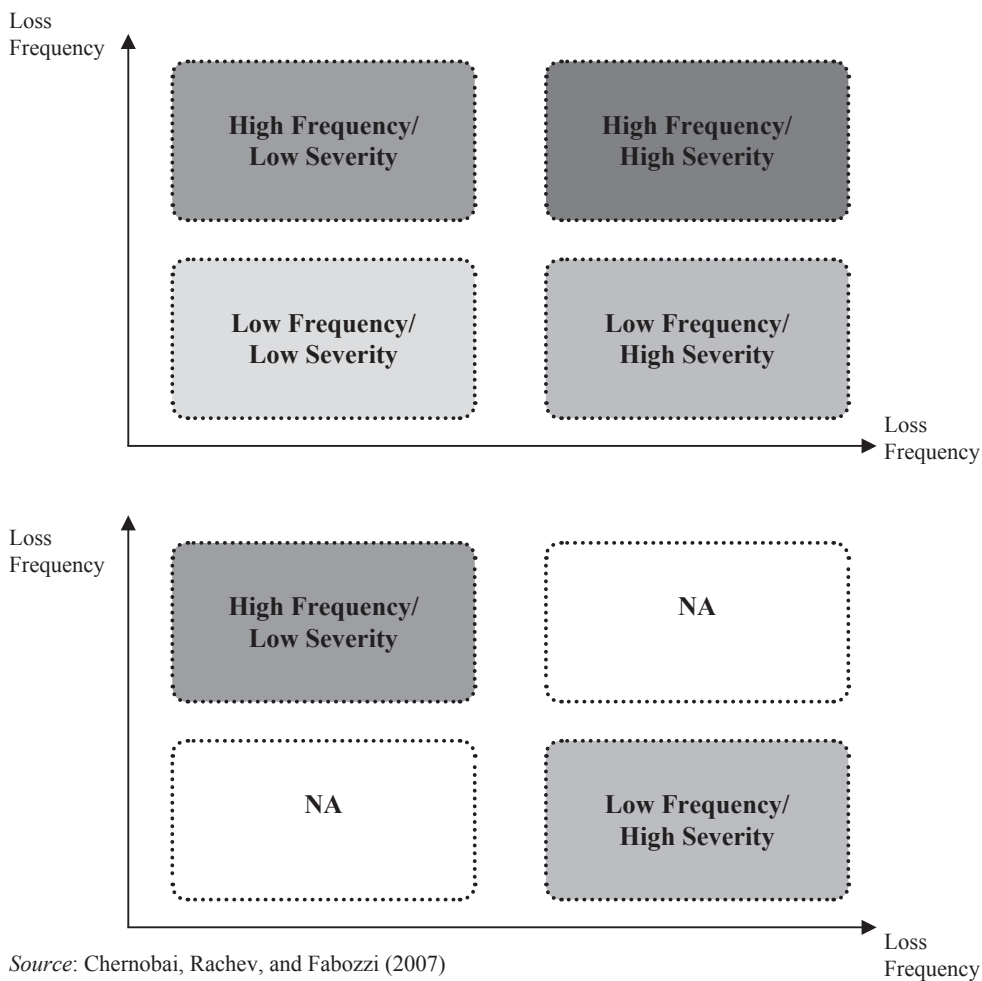 Loss
Frequency
High Frequency/
Low Severity
High Frequency/
High Severity
Low Frequency/
Low Severity
Low Frequency/
High Severity
Loss
Frequency
Loss
Frequency
High Frequency/
Low Severity
NA
NA
Low Frequency/
High Severity
Loss
Frequency
Source: Chernobai, Rachev, and Fabozzi (2007)